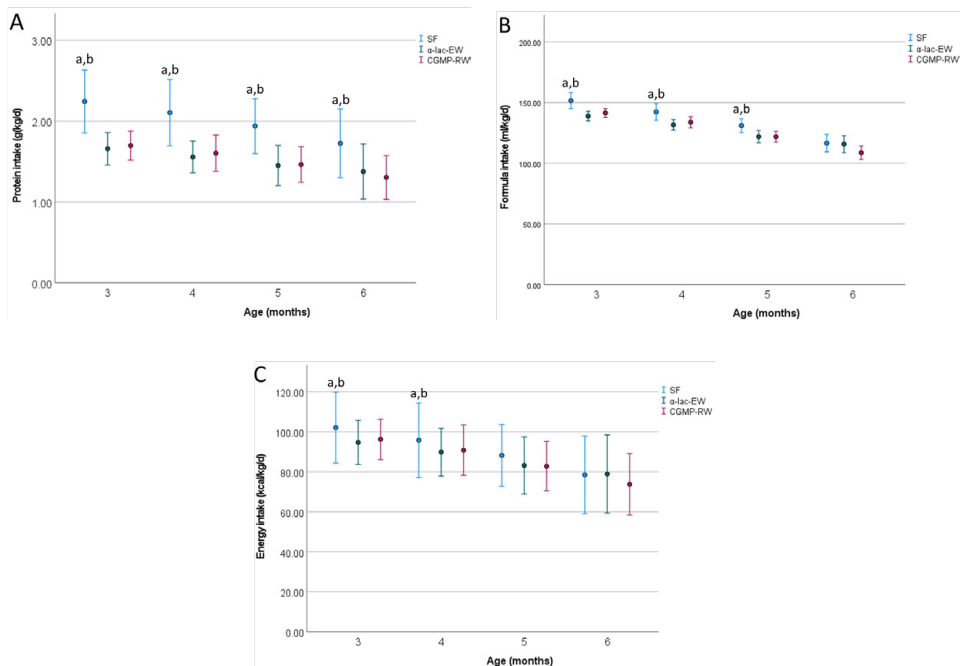 A
SF
α-lac-EW
CGMP-RW
3.00
2.00
1.00
0.00
Protein intake (g/kg/d)
a,b
a,b
a,b
a,b
3 4 5 6
Age (months)
B
SF
α-lac-EW
CGMP-RW
200.00
150.00
100.00
50.00
0.00
Formula intake (ml/kg/d)
a,b
a,b
a,b
3 4 5 6
Age (months)
C
SF
α-lac-EW
CGMP-RW
120.00
100.00
80.00
60.00
40.00
20.00
0.00
Energy intake (kcal/kg/d)
a,b
a,b
3 4 5 6
Age (months)